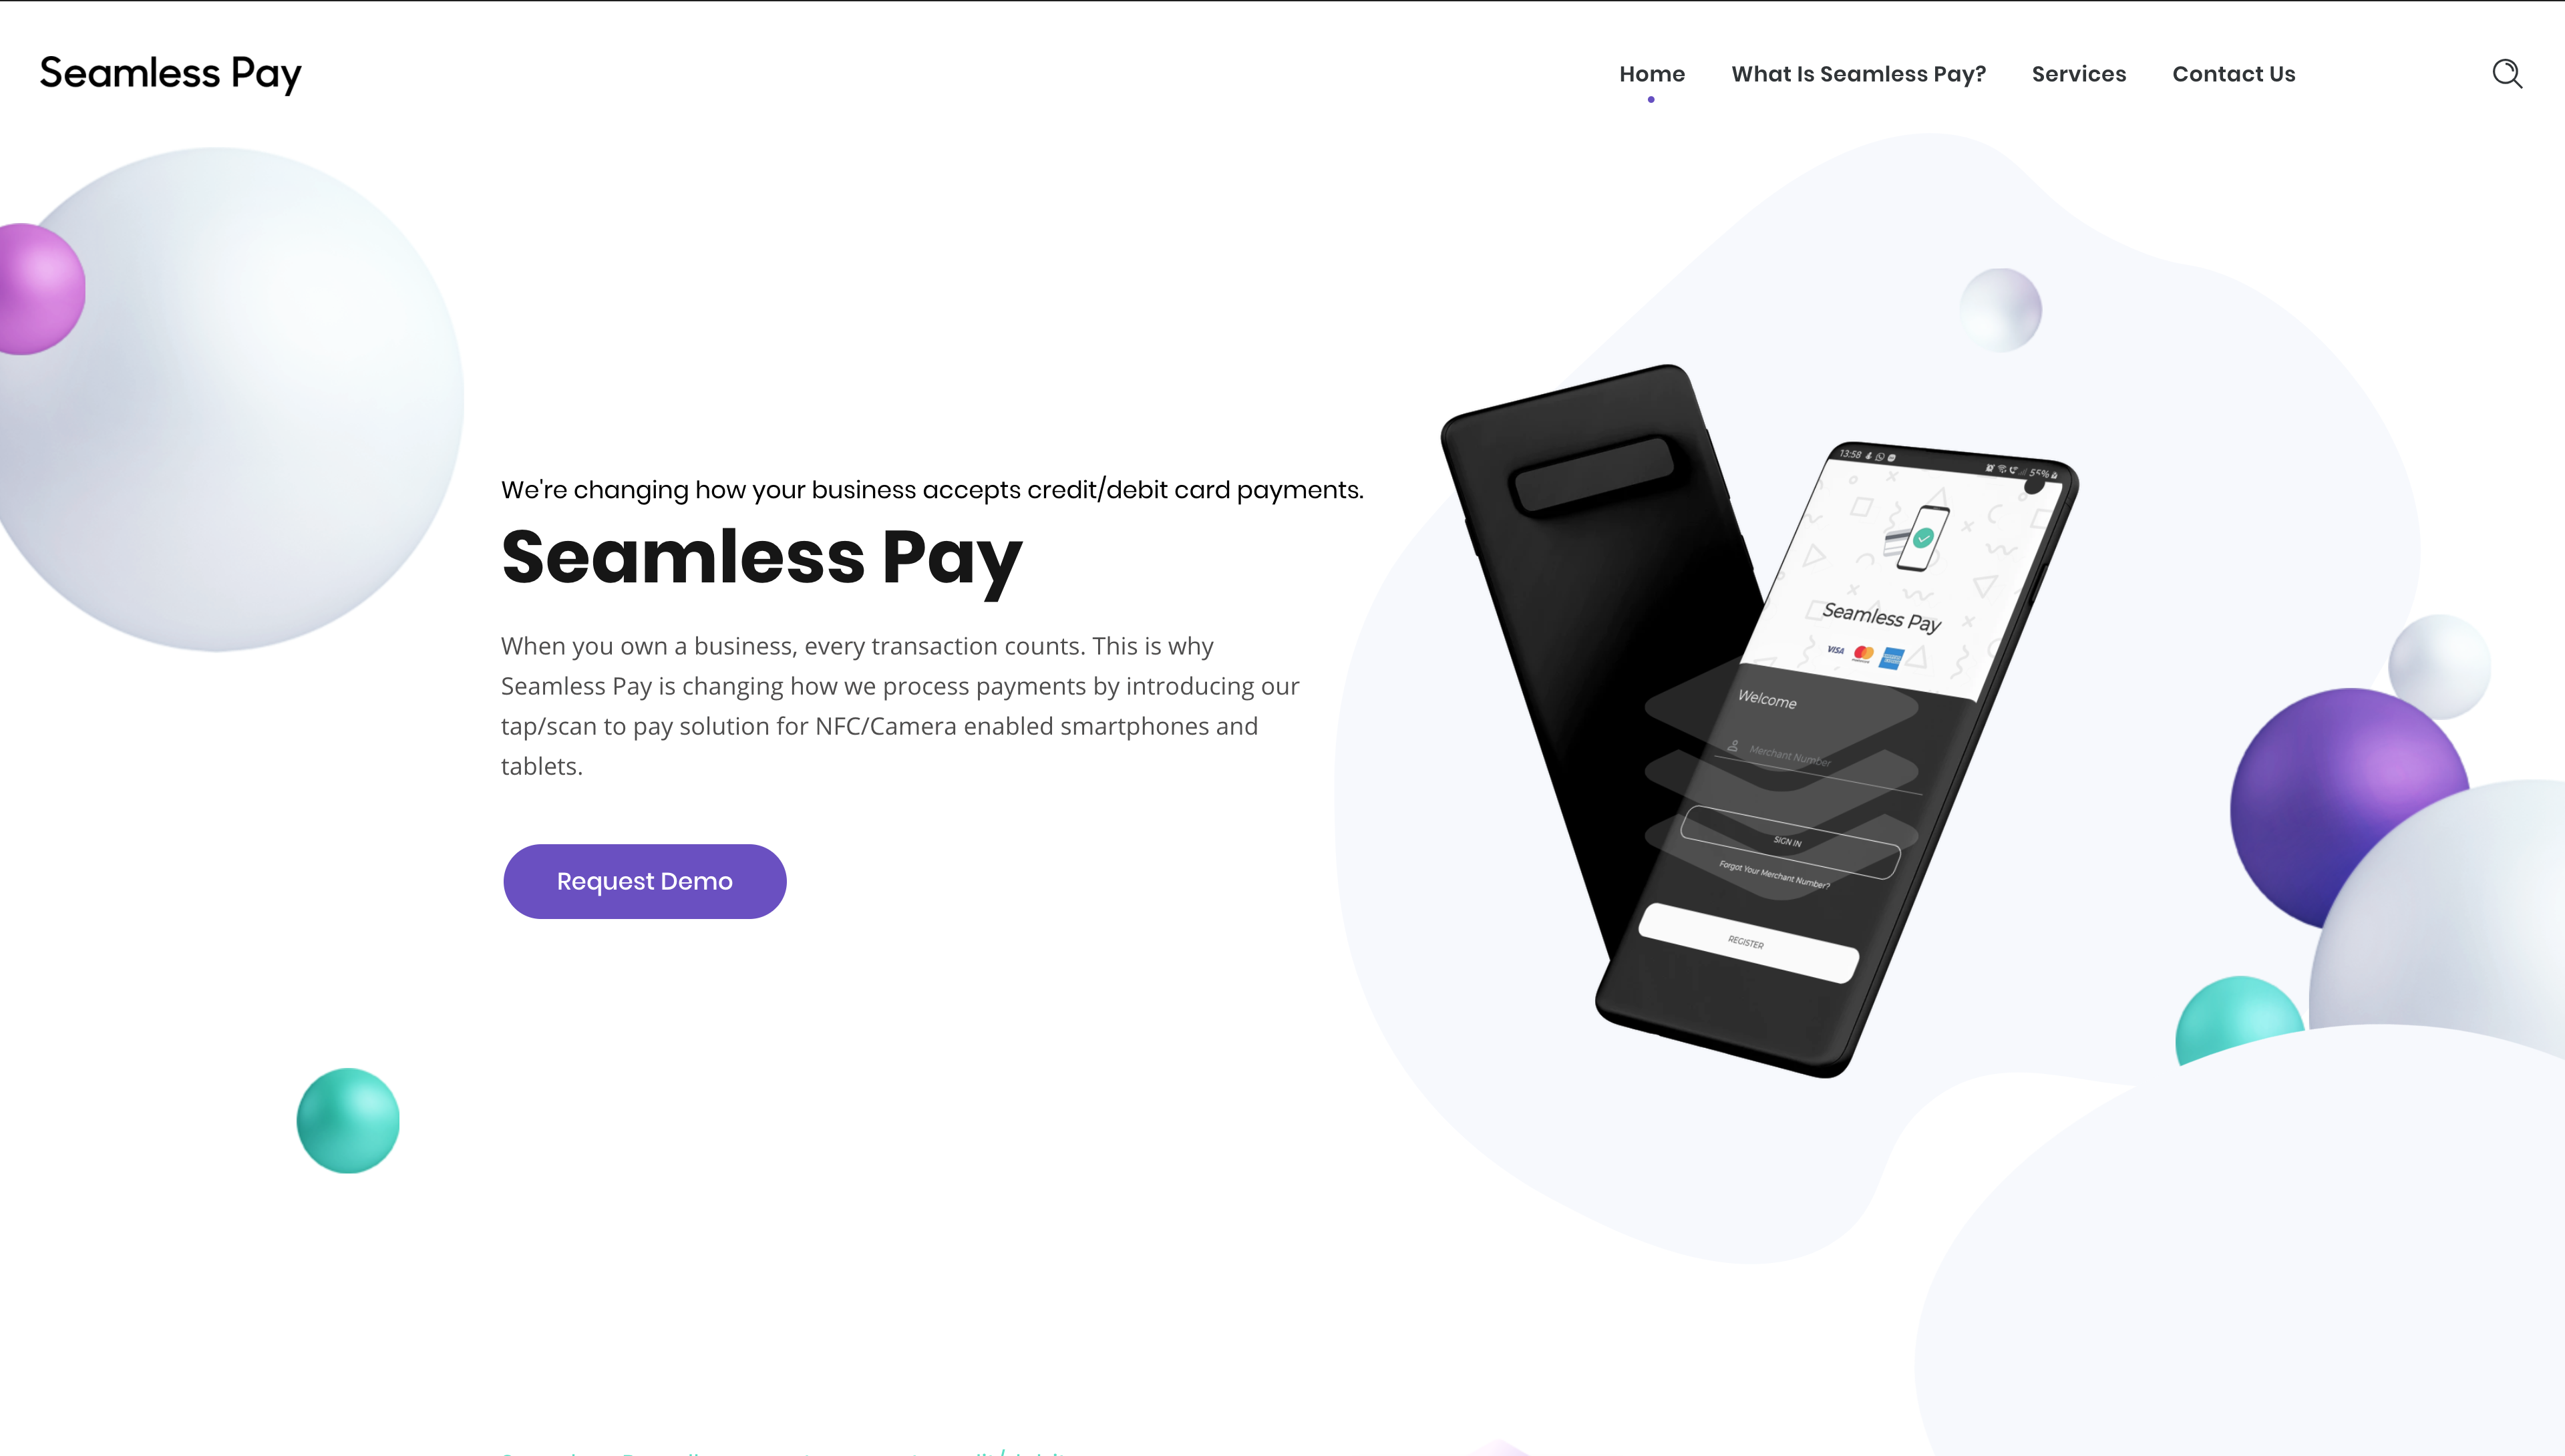 Seamless Pay
Home What Is Seamless Pay? Services Contact Us
We're changing how your business accepts credit/debit card payments.
Seamless Pay
When you own a business, every transaction counts. This is why
Seamless Pay is changing how we process payments by introducing our
tap/scan to pay solution for NFC/Camera enabled smartphones and
tablets.
Request Demo
13:58 55%
Seamless Pay
VISA
Welcome
Merchant Number
SIGN IN
Forgot Your Merchant Number?
REGISTER